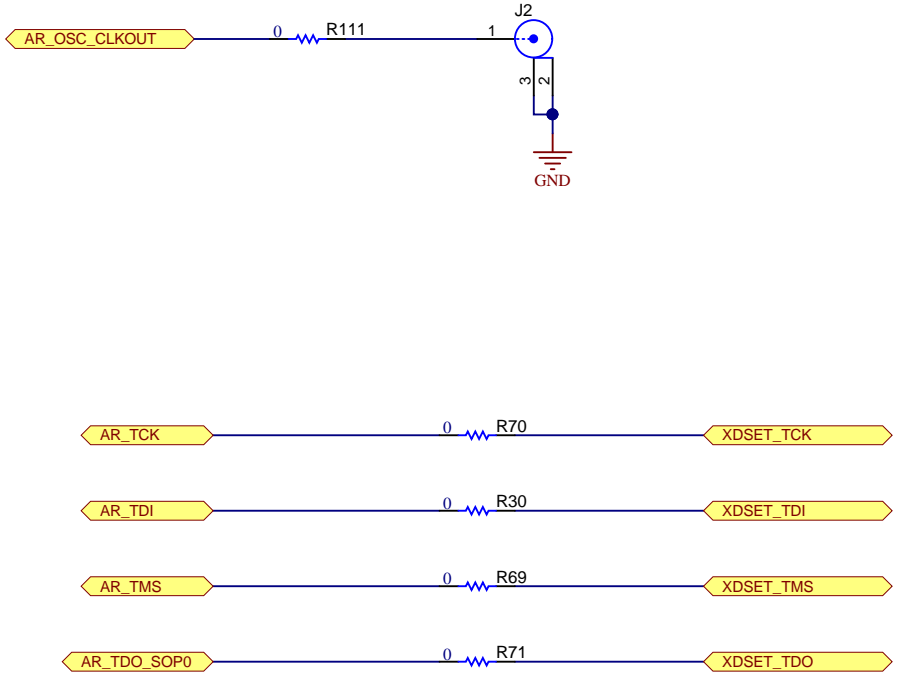 J2
AR_OSC_CLKOUT 0 R111 1
3 2
GND
AR_TCK 0 R70 XDSET_TCK
AR_TDI 0 R30 XDSET_TDI
AR_TMS 0 R69 XDSET_TMS
AR_TDO_SOP0 0 R71 XDSET_TDO